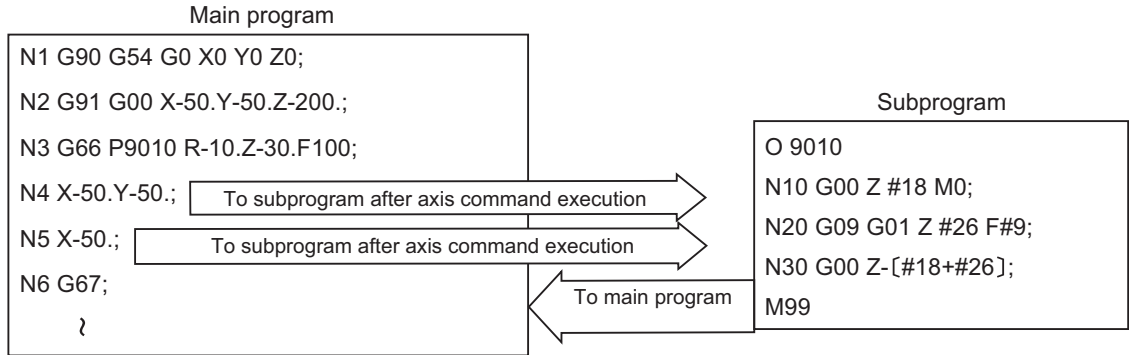 Main program
N1 G90 G54 G0 X0 Y0 Z0;
N2 G91 G00 X-50.Y-50.Z-200.;
N3 G66 P9010 R-10.Z-30.F100;
N4 X-50.Y-50.;
To subprogram after axis command execution
N5 X-50.;
To subprogram after axis command execution
N6 G67;
~
To main program
Subprogram
O 9010
N10 G00 Z #18 M0;
N20 G09 G01 Z #26 F#9;
N30 G00 Z-〔#18+#26〕;
M99